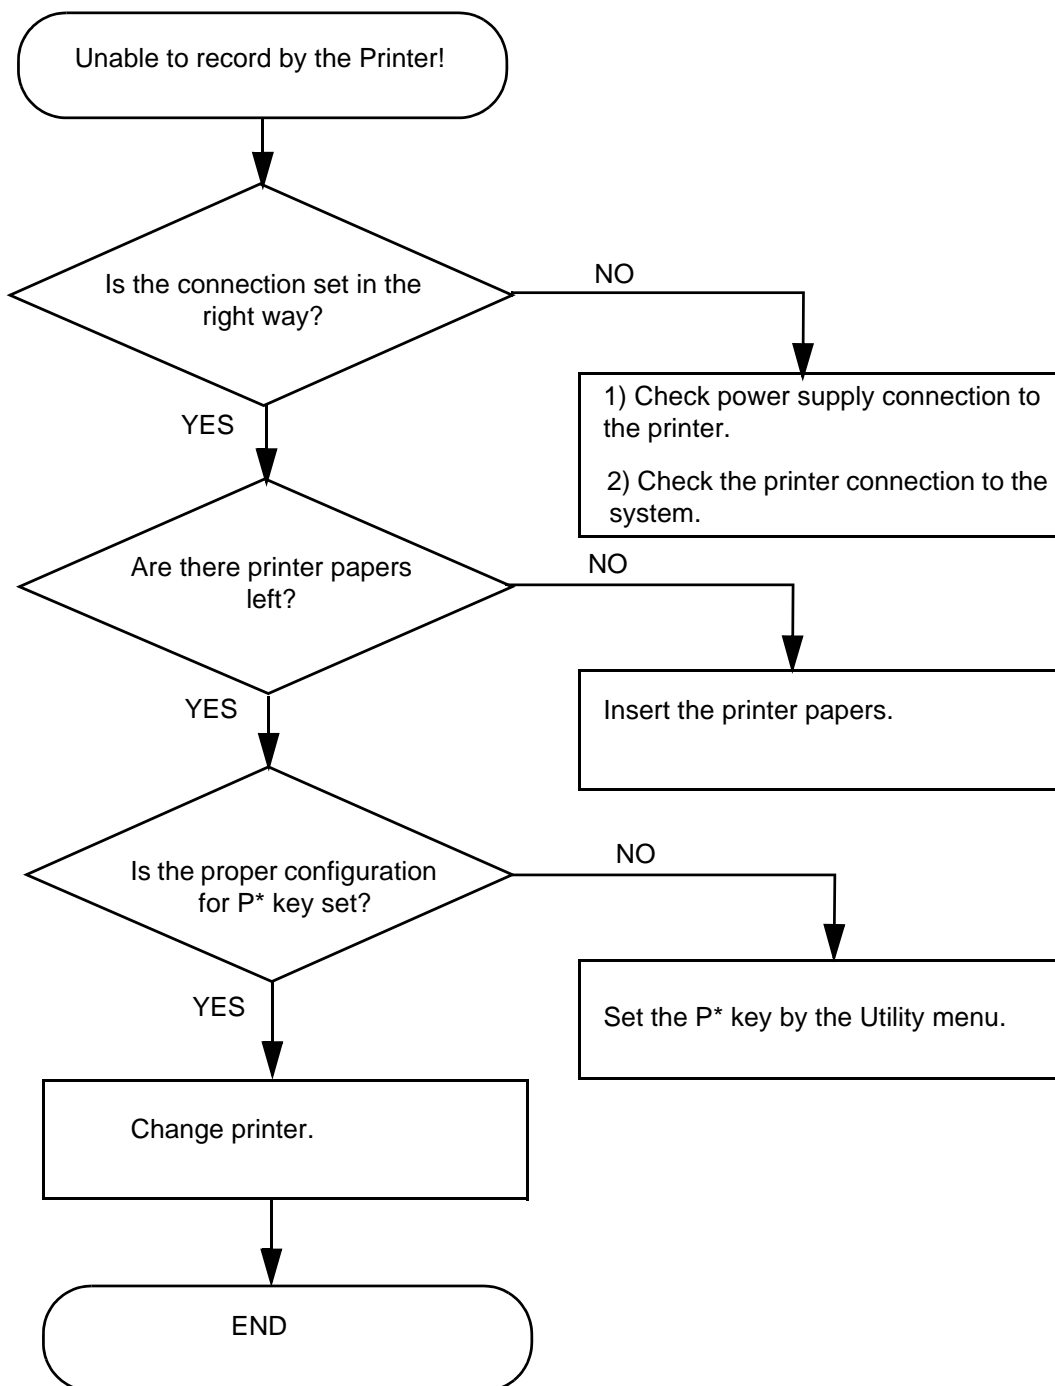 Unable to record by the Printer!
Is the connection set in the
right way?
NO
1) Check power supply connection to
the printer.
2) Check the printer connection to the
system.
YES
Are there printer papers
left?
NO
Insert the printer papers.
YES
Is the proper configuration
for P* key set?
NO
Set the P* key by the Utility menu.
YES
Change printer.
END